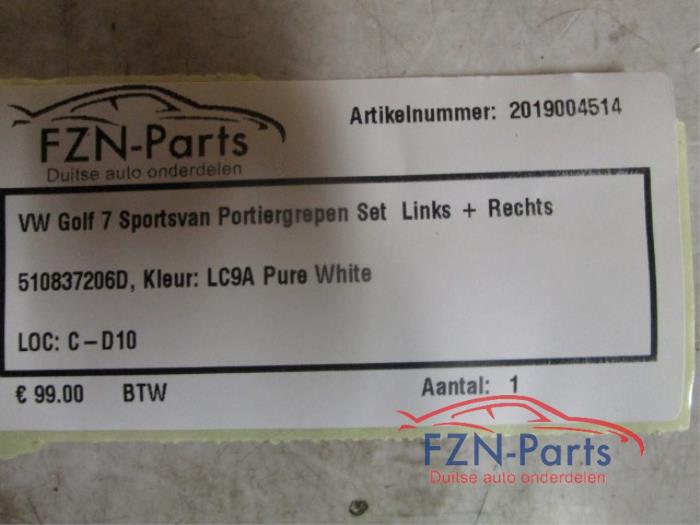 FZN-Parts
Duitse auto onderdelen
Artikelnummer: 2019004514
VW Golf 7 Sportsvan Portiergrepen Set Links + Rechts
510837206D, Kleur: LC9A Pure White
LOC: C-D10
€ 99.00 BTW Aantal: 1
FZN-Parts
Duitse auto onderdelen